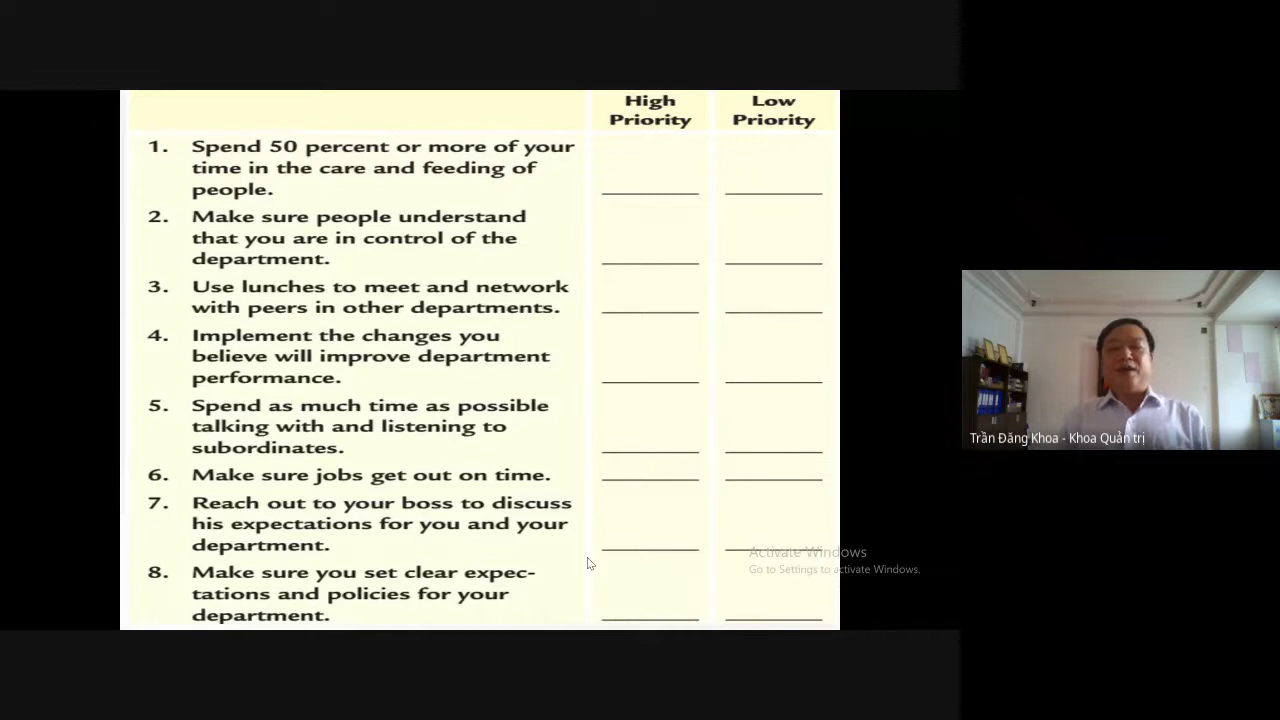 High Low
Priority Priority
1. Spend 50 percent or more of your
time in the care and feeding of
people.
2. Make sure people understand
that you are in control of the
department.
3. Use lunches to meet and network
with peers in other departments.
4. Implement the changes you
believe will improve department
performance.
5. Spend as much time as possible
talking with and listening to
subordinates.
6. Make sure jobs get out on time.
7. Reach out to your boss to discuss
his expectations for you and your
department.
8. Make sure you set clear expec-
tations and policies for your
department.
Activate Windows
Go to Settings to activate Windows.
Trần Đăng Khoa - Khoa Quản trị